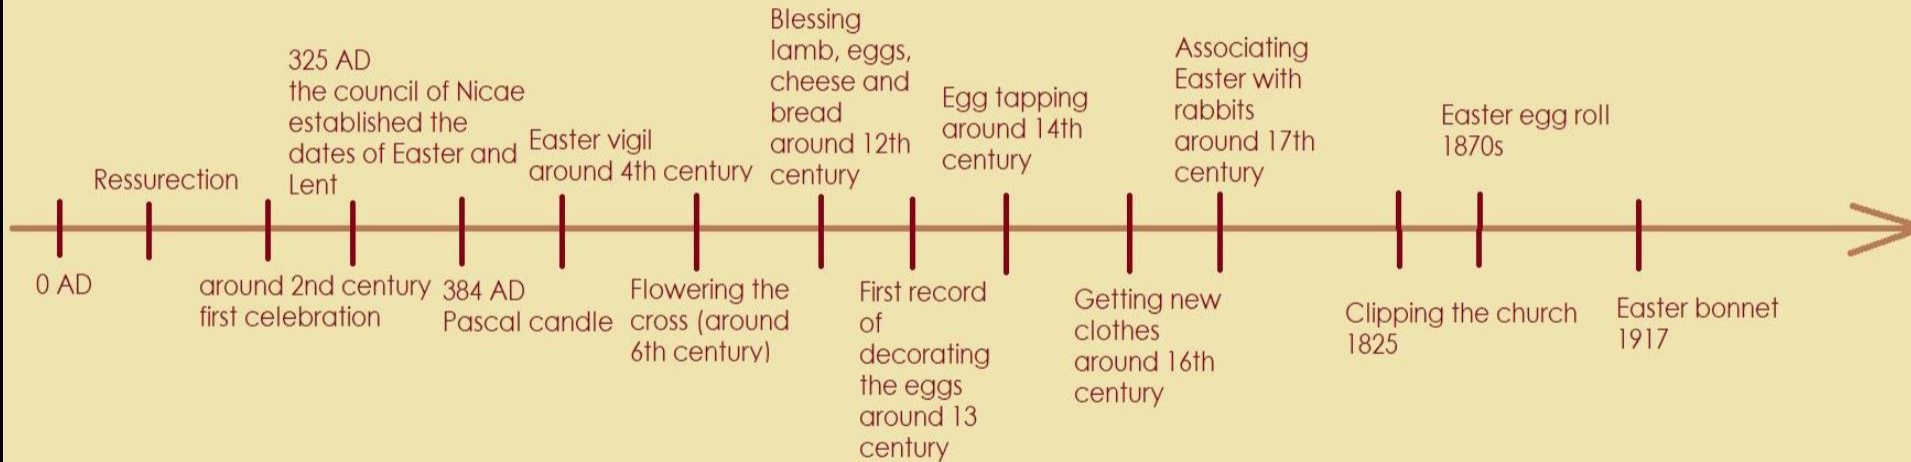 0 AD
Ressurection
around 2nd century
first celebration
325 AD
the council of Nicae
established the
dates of Easter and
Lent
384 AD
Pascal candle
Easter vigil
around 4th century
Flowering the
cross (around
6th century)
Blessing
lamb, eggs,
cheese and
bread
around 12th
century
First record
of
decorating
the eggs
around 13
century
Egg tapping
around 14th
century
Getting new
clothes
around 16th
century
Associating
Easter with
rabbits
around 17th
century
Clipping the church
1825
Easter egg roll
1870s
Easter bonnet
1917